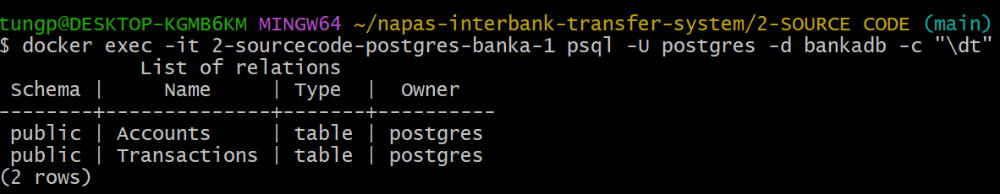 tungp@DESKTOP-KGMB6KM MINGW64 ~/napas-interbank-transfer-system/2-SOURCE CODE (main)
$ docker exec -it 2-sourcecode-postgres-banka-1 psql -U postgres -d bankadb -c "\dt"
            List of relations
 Schema |     Name     | Type  |  Owner
--------+--------------+-------+----------
 public | Accounts     | table | postgres
 public | Transactions | table | postgres
(2 rows)